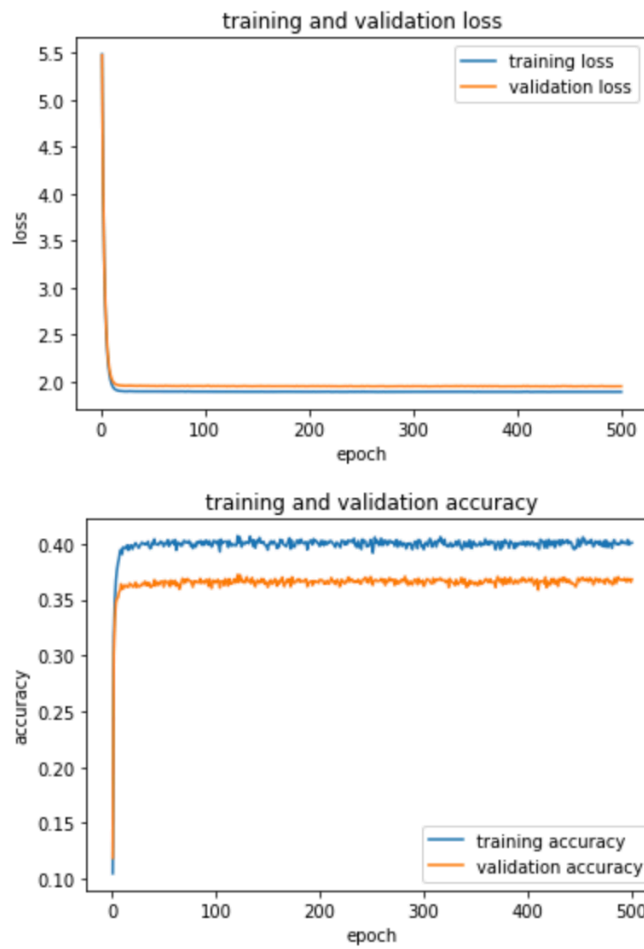 training and validation loss
5.5
5.0
4.5
4.0
3.5
3.0
2.5
2.0
loss
training loss
validation loss
0 100 200 300 400 500
epoch
training and validation accuracy
0.40
0.35
0.30
0.25
0.20
0.15
0.10
accuracy
training accuracy
validation accuracy
0 100 200 300 400 500
epoch